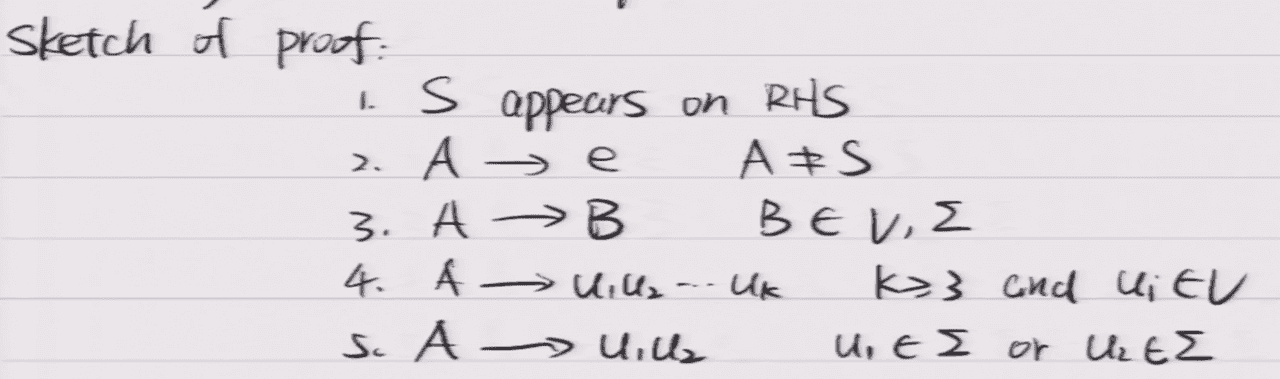 Sketch of proof:
1. S appears on RHS
2. A → e A ≠ S
3. A → B B ∈ V, Σ
4. A → u₁u₂ ··· uₖ k ≥ 3 and uᵢ ∈ V
5. A → u₁u₂ u₁ ∈ Σ or u₂ ∈ Σ